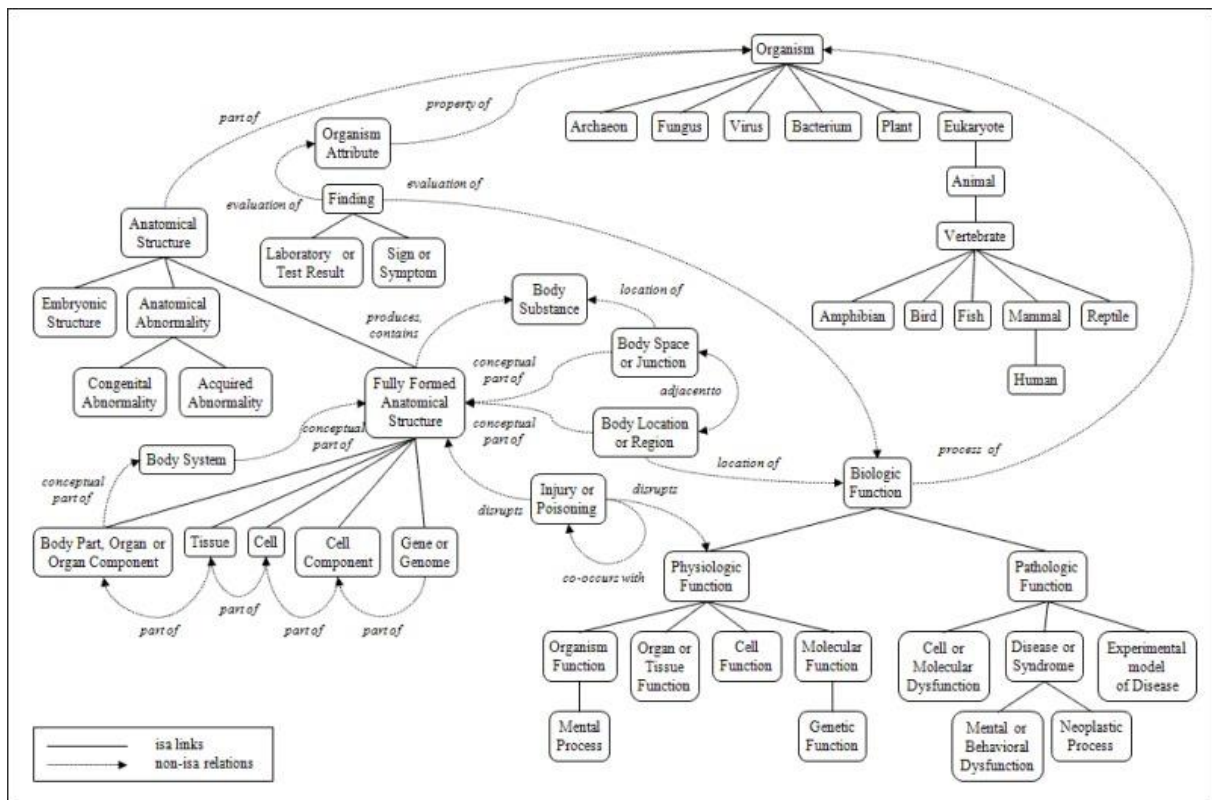 Organism
part of
property of
Archaeon
Fungus
Virus
Bacterium
Plant
Eukaryote
Organism
Attribute
evaluation of
Finding
evaluation of
Animal
Anatomical
Structure
Laboratory or
Test Result
Sign or
Symptom
Vertebrate
Embryonic
Structure
Anatomical
Abnormality
Body
Substance
location of
Amphibian
Bird
Fish
Mammal
Reptile
produces,
contains
Body Space
or Junction
Congenital
Abnormality
Acquired
Abnormality
Fully Formed
Anatomical
Structure
conceptual
part of
Human
adjacentto
conceptual
part of
conceptual
part of
Body Location
or Region
Body System
location of
process of
Biologic
Function
conceptual
part of
Injury or
Poisoning
disrupts
disrupts
Body Part, Organ or
Organ Component
Tissue
Cell
Cell
Component
Gene or
Genome
co-occurs with
Physiologic
Function
Pathologic
Function
part of
part of
part of
part of
Organism
Function
Organ or
Tissue
Function
Cell
Function
Molecular
Function
Cell or
Molecular
Dysfunction
Disease or
Syndrome
Experimental
model
of Disease
Mental
Process
Genetic
Function
Mental or
Behavioral
Dysfunction
Neoplastic
Process
isa links
non-isa relations